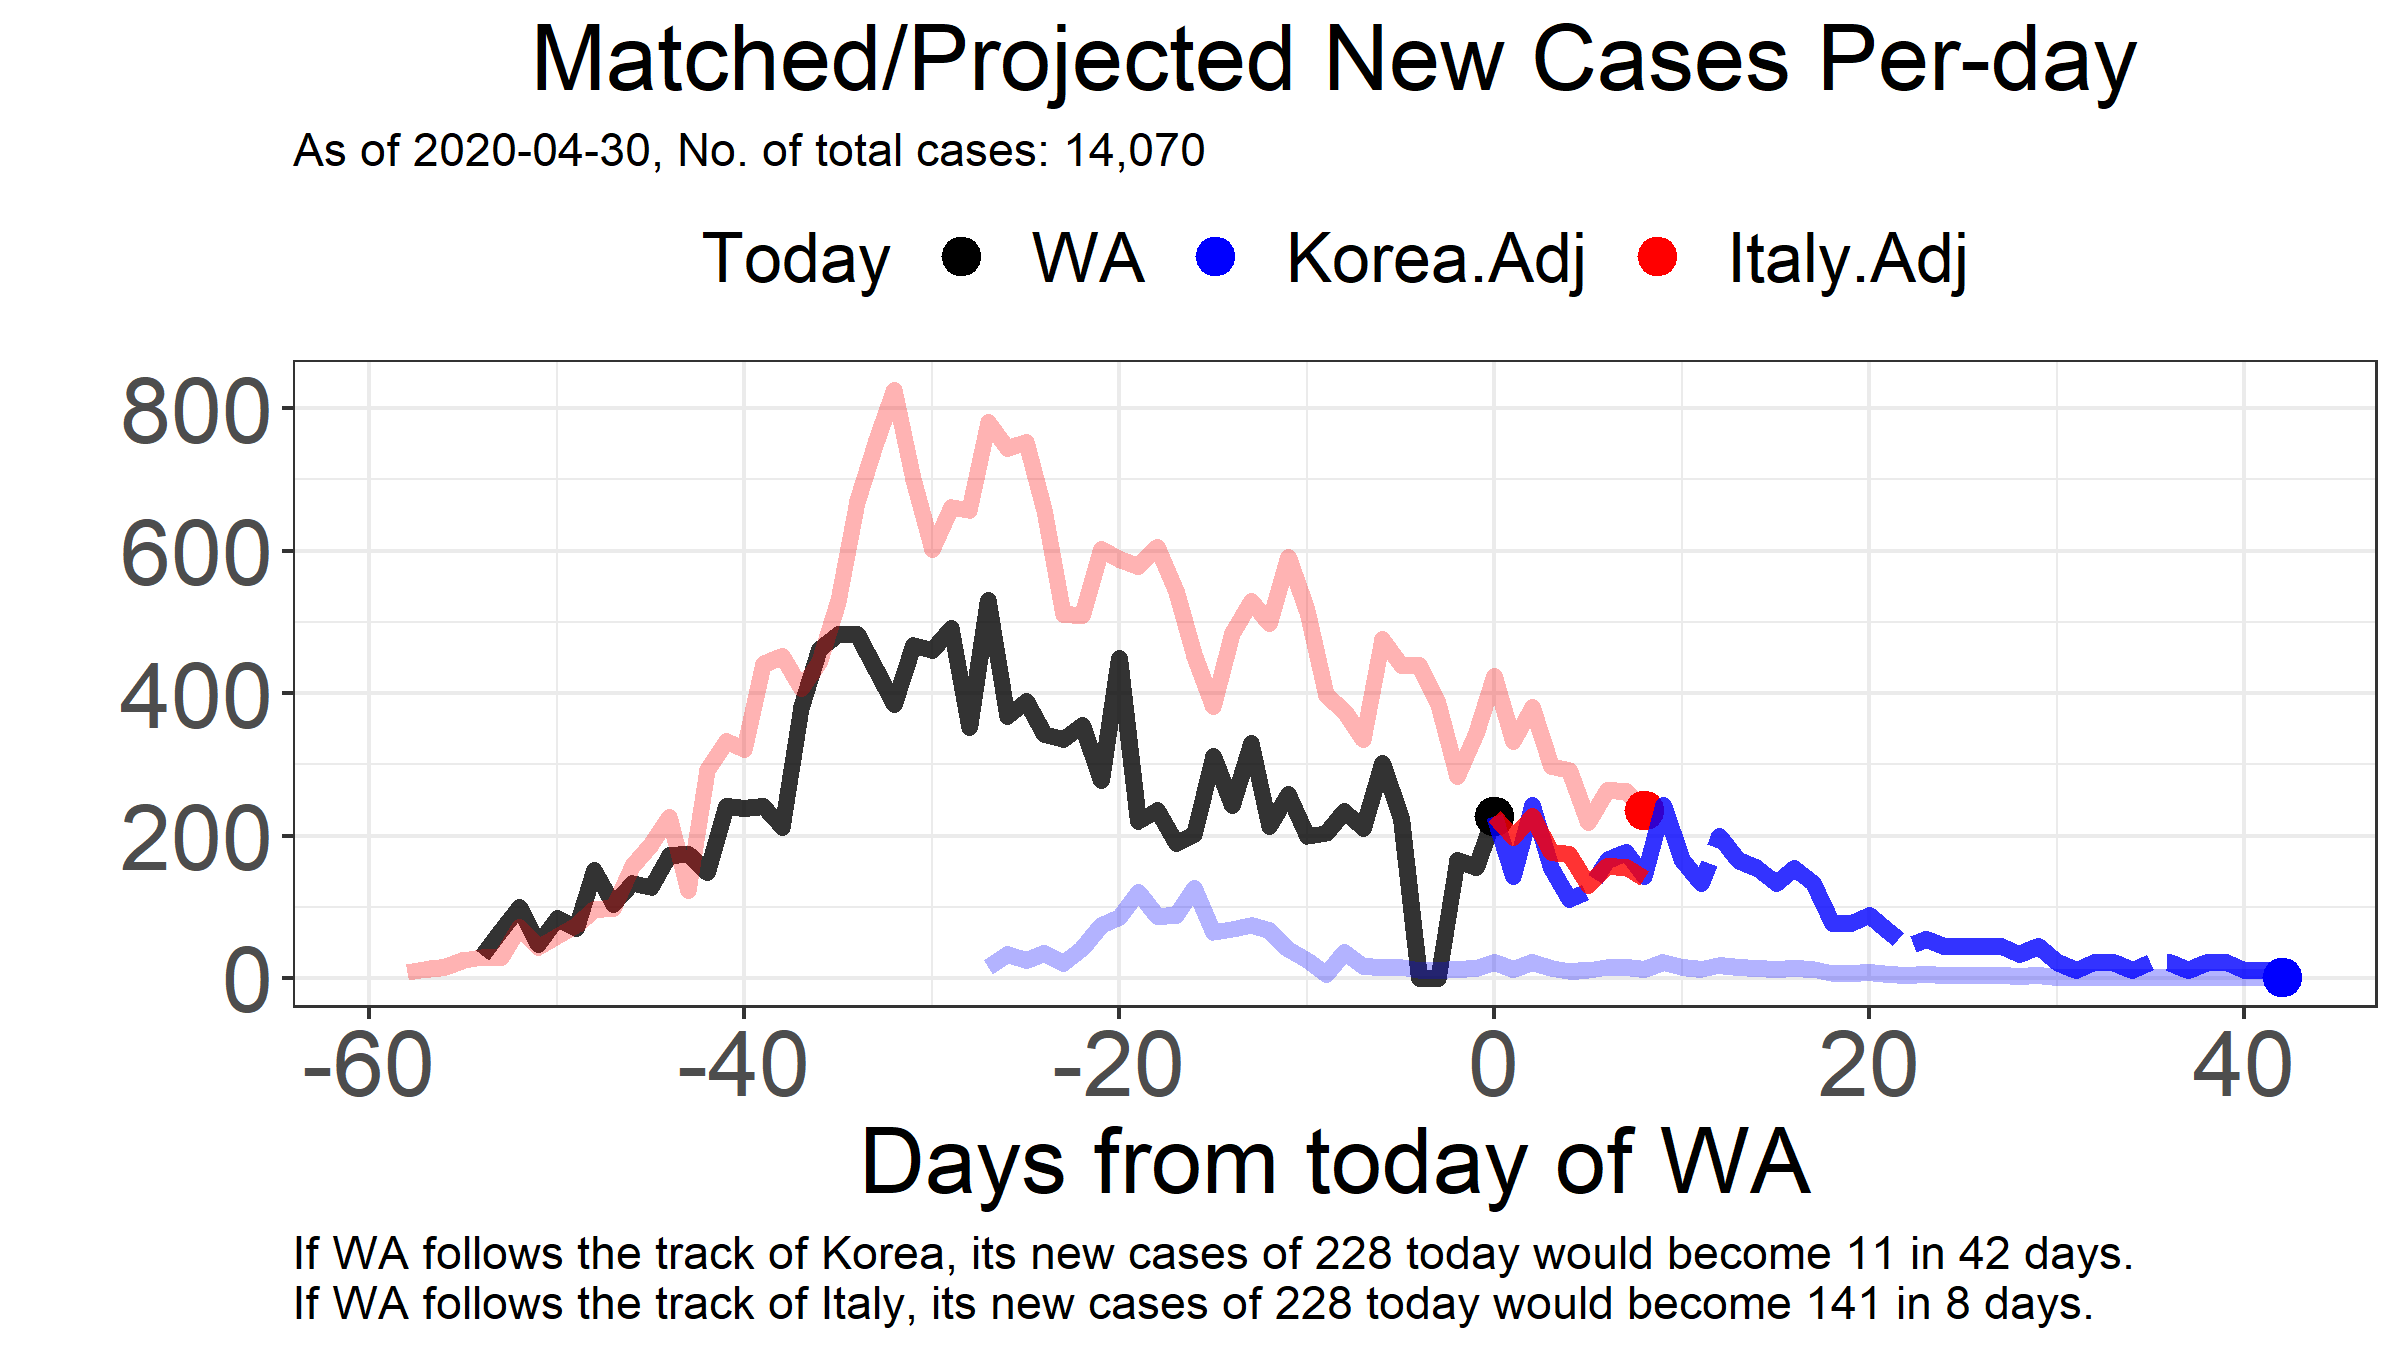 Matched/Projected New Cases Per-day
As of 2020-04-30, No. of total cases: 14,070
Today WA Korea.Adj Italy.Adj
800
600
400
200
0
-60 -40 -20 0 20 40
Days from today of WA
If WA follows the track of Korea, its new cases of 228 today would become 11 in 42 days.
If WA follows the track of Italy, its new cases of 228 today would become 141 in 8 days.